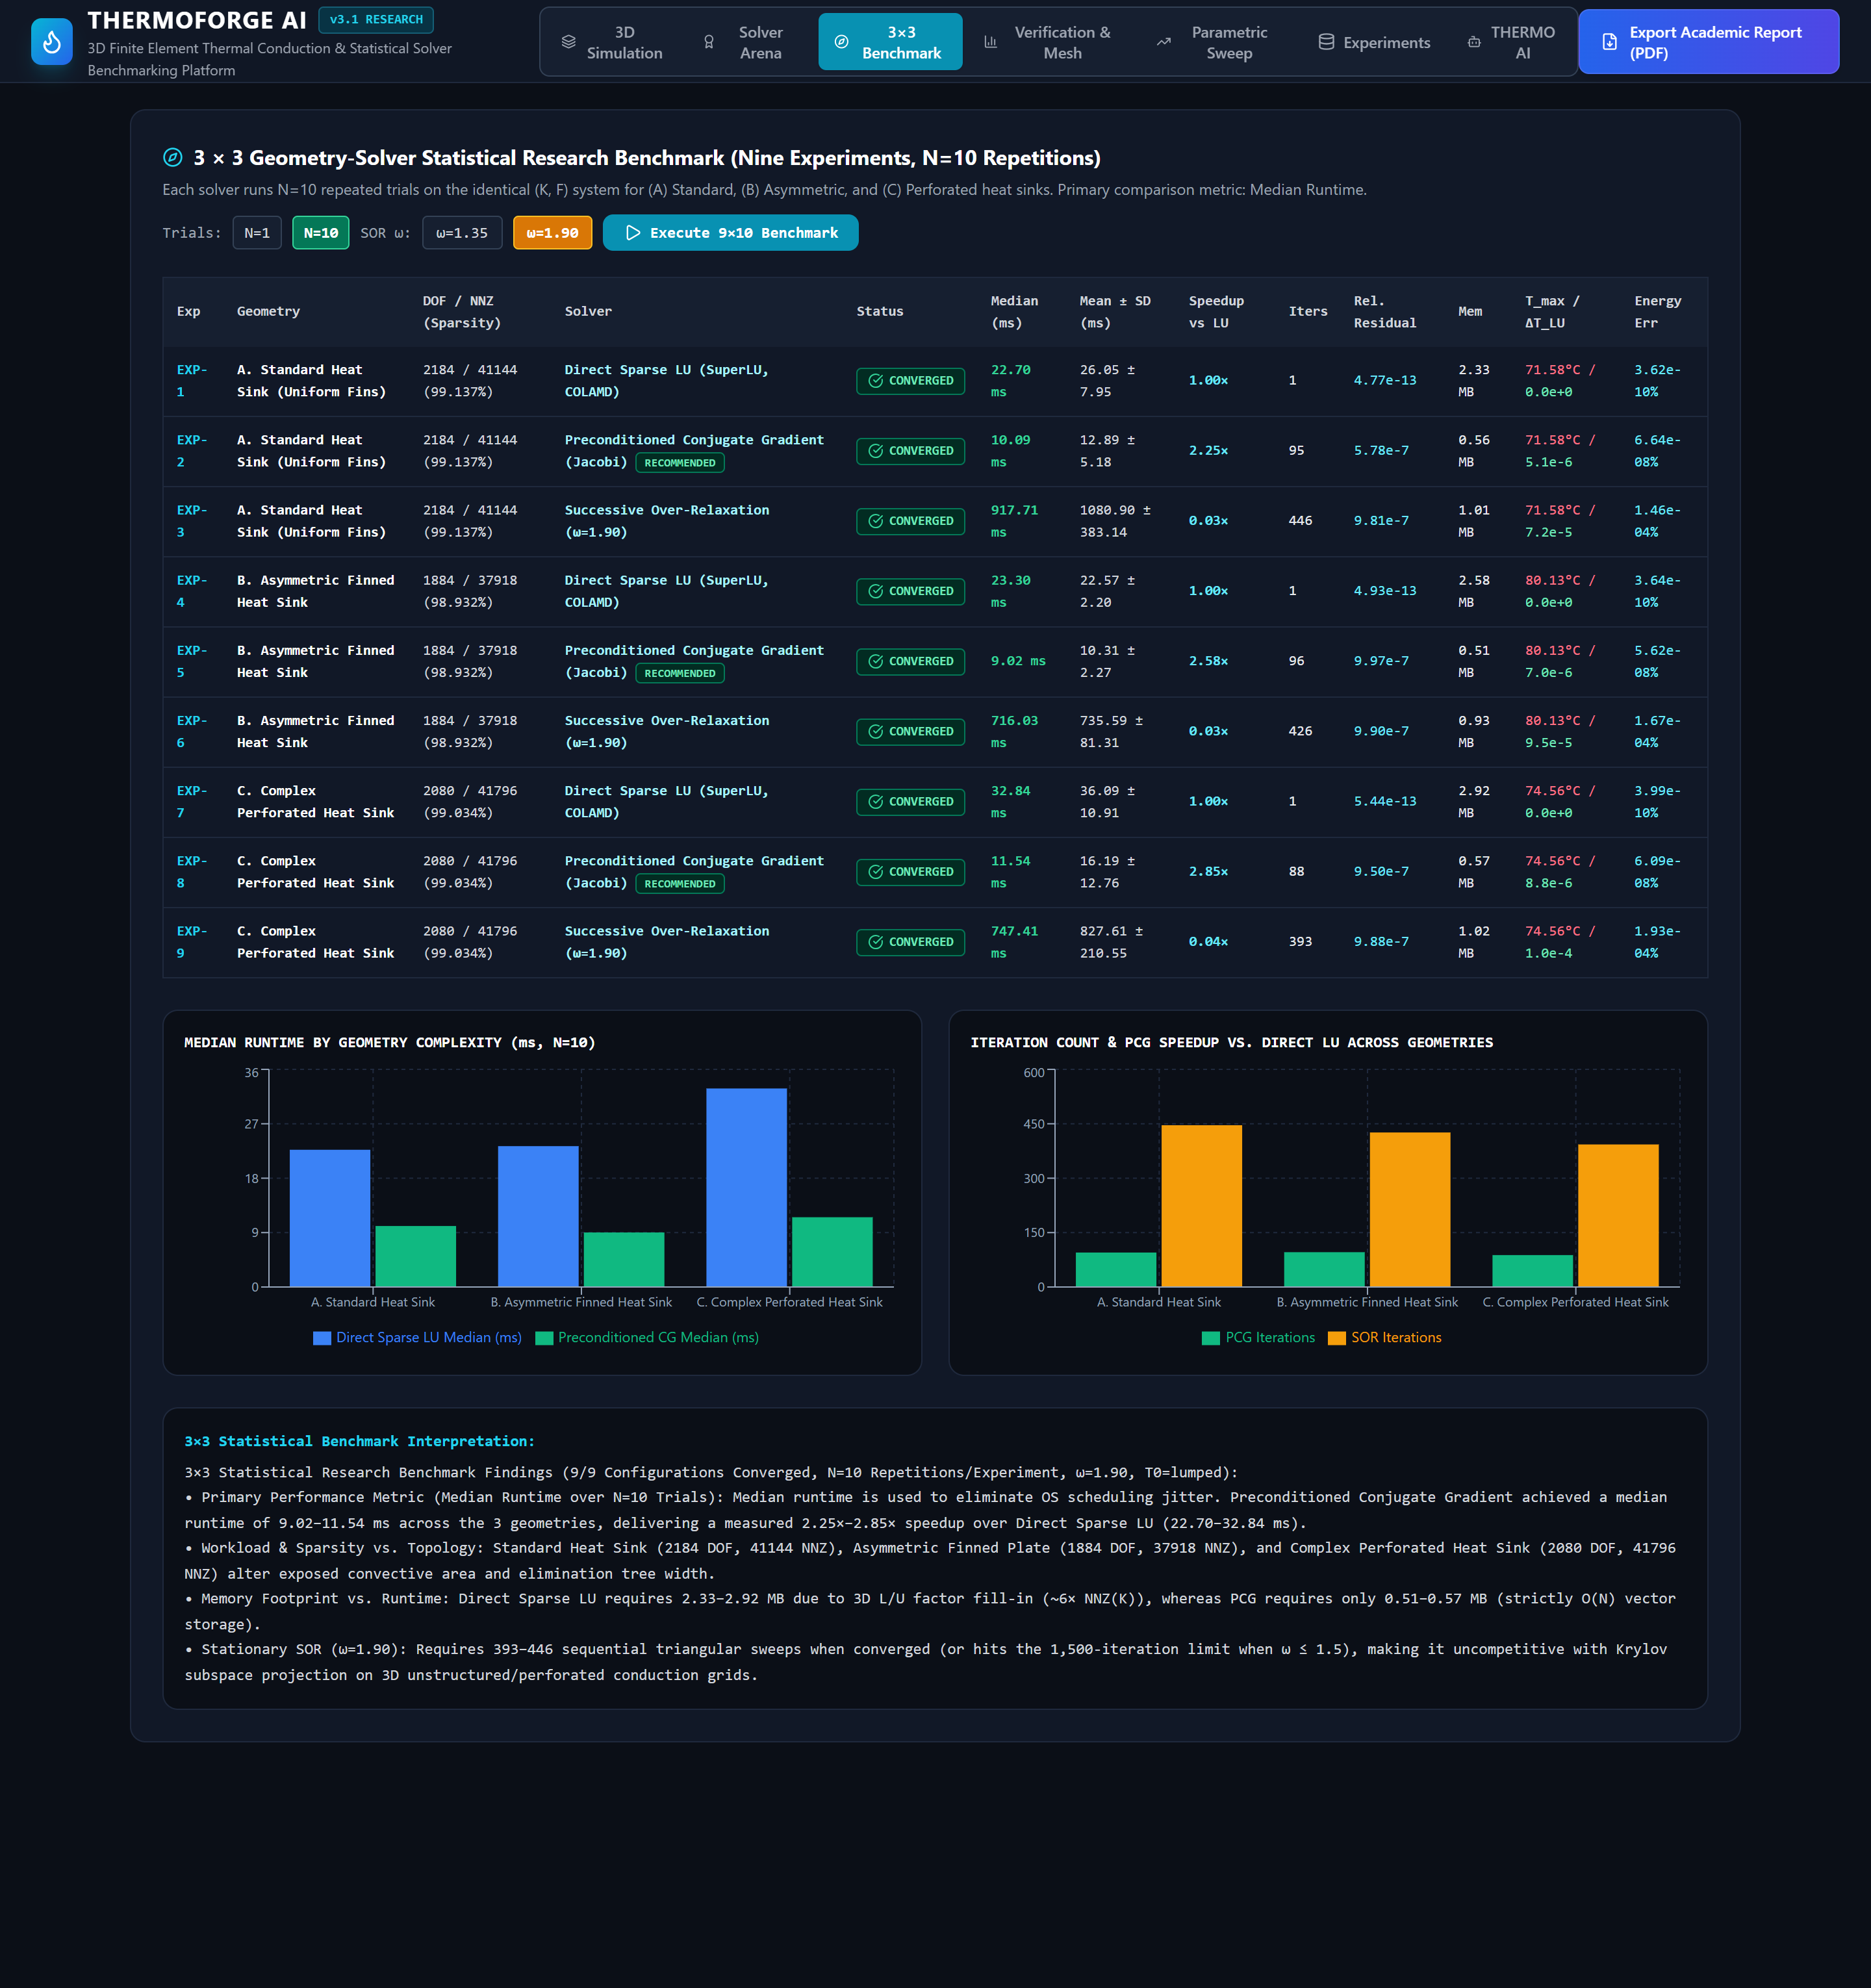 THERMOFORGE AI
v3.1 RESEARCH
3D Finite Element Thermal Conduction & Statistical Solver
Benchmarking Platform
3D
Simulation
Solver
Arena
3×3
Benchmark
Verification &
Mesh
Parametric
Sweep
Experiments
THERMO
AI
Export Academic Report
(PDF)
3 × 3 Geometry-Solver Statistical Research Benchmark (Nine Experiments, N=10 Repetitions)
Each solver runs N=10 repeated trials on the identical (K, F) system for (A) Standard, (B) Asymmetric, and (C) Perforated heat sinks. Primary comparison metric: Median Runtime.
Trials: N=1 N=10 SOR ω: ω=1.35 ω=1.90 Execute 9×10 Benchmark
Exp Geometry DOF / NNZ (Sparsity) Solver Status Median (ms) Mean ± SD (ms) Speedup vs LU Iters Rel. Residual Mem T_max / ΔT_LU Energy Err
EXP-1 A. Standard Heat Sink (Uniform Fins) 2184 / 41144 (99.137%) Direct Sparse LU (SuperLU, COLAMD) CONVERGED 22.70 ms 26.05 ± 7.95 1.00× 1 4.77e-13 2.33 MB 71.58°C / 0.0e+0 3.62e-10%
EXP-2 A. Standard Heat Sink (Uniform Fins) 2184 / 41144 (99.137%) Preconditioned Conjugate Gradient (Jacobi) RECOMMENDED CONVERGED 10.09 ms 12.89 ± 5.18 2.25× 95 5.78e-7 0.56 MB 71.58°C / 5.1e-6 6.64e-08%
EXP-3 A. Standard Heat Sink (Uniform Fins) 2184 / 41144 (99.137%) Successive Over-Relaxation (ω=1.90) CONVERGED 917.71 ms 1080.90 ± 383.14 0.03× 446 9.81e-7 1.01 MB 71.58°C / 7.2e-5 1.46e-04%
EXP-4 B. Asymmetric Finned Heat Sink 1884 / 37918 (98.932%) Direct Sparse LU (SuperLU, COLAMD) CONVERGED 23.30 ms 22.57 ± 2.20 1.00× 1 4.93e-13 2.58 MB 80.13°C / 0.0e+0 3.64e-10%
EXP-5 B. Asymmetric Finned Heat Sink 1884 / 37918 (98.932%) Preconditioned Conjugate Gradient (Jacobi) RECOMMENDED CONVERGED 9.02 ms 10.31 ± 2.27 2.58× 96 9.97e-7 0.51 MB 80.13°C / 7.0e-6 5.62e-08%
EXP-6 B. Asymmetric Finned Heat Sink 1884 / 37918 (98.932%) Successive Over-Relaxation (ω=1.90) CONVERGED 716.03 ms 735.59 ± 81.31 0.03× 426 9.90e-7 0.93 MB 80.13°C / 9.5e-5 1.67e-04%
EXP-7 C. Complex Perforated Heat Sink 2080 / 41796 (99.034%) Direct Sparse LU (SuperLU, COLAMD) CONVERGED 32.84 ms 36.09 ± 10.91 1.00× 1 5.44e-13 2.92 MB 74.56°C / 0.0e+0 3.99e-10%
EXP-8 C. Complex Perforated Heat Sink 2080 / 41796 (99.034%) Preconditioned Conjugate Gradient (Jacobi) RECOMMENDED CONVERGED 11.54 ms 16.19 ± 12.76 2.85× 88 9.50e-7 0.57 MB 74.56°C / 8.8e-6 6.09e-08%
EXP-9 C. Complex Perforated Heat Sink 2080 / 41796 (99.034%) Successive Over-Relaxation (ω=1.90) CONVERGED 747.41 ms 827.61 ± 210.55 0.04× 393 9.88e-7 1.02 MB 74.56°C / 1.0e-4 1.93e-04%
MEDIAN RUNTIME BY GEOMETRY COMPLEXITY (ms, N=10)
36
27
18
9
0
A. Standard Heat Sink B. Asymmetric Finned Heat Sink C. Complex Perforated Heat Sink
Direct Sparse LU Median (ms) Preconditioned CG Median (ms)
ITERATION COUNT & PCG SPEEDUP VS. DIRECT LU ACROSS GEOMETRIES
600
450
300
150
0
A. Standard Heat Sink B. Asymmetric Finned Heat Sink C. Complex Perforated Heat Sink
PCG Iterations SOR Iterations
3×3 Statistical Benchmark Interpretation:
3×3 Statistical Research Benchmark Findings (9/9 Configurations Converged, N=10 Repetitions/Experiment, ω=1.90, T0=lumped):
• Primary Performance Metric (Median Runtime over N=10 Trials): Median runtime is used to eliminate OS scheduling jitter. Preconditioned Conjugate Gradient achieved a median
runtime of 9.02–11.54 ms across the 3 geometries, delivering a measured 2.25×–2.85× speedup over Direct Sparse LU (22.70–32.84 ms).
• Workload & Sparsity vs. Topology: Standard Heat Sink (2184 DOF, 41144 NNZ), Asymmetric Finned Plate (1884 DOF, 37918 NNZ), and Complex Perforated Heat Sink (2080 DOF, 41796
NNZ) alter exposed convective area and elimination tree width.
• Memory Footprint vs. Runtime: Direct Sparse LU requires 2.33–2.92 MB due to 3D L/U factor fill-in (~6× NNZ(K)), whereas PCG requires only 0.51–0.57 MB (strictly O(N) vector
storage).
• Stationary SOR (ω=1.90): Requires 393–446 sequential triangular sweeps when converged (or hits the 1,500-iteration limit when ω ≤ 1.5), making it uncompetitive with Krylov
subspace projection on 3D unstructured/perforated conduction grids.